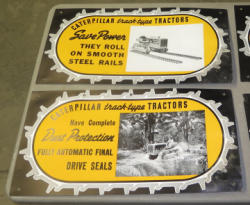 CATERPILLAR track-type TRACTORS
Save Power
THEY ROLL
ON SMOOTH
STEEL RAILS
CATERPILLAR track-type TRACTORS
Have Complete
Dust Protection
FULLY AUTOMATIC FINAL
DRIVE SEALS